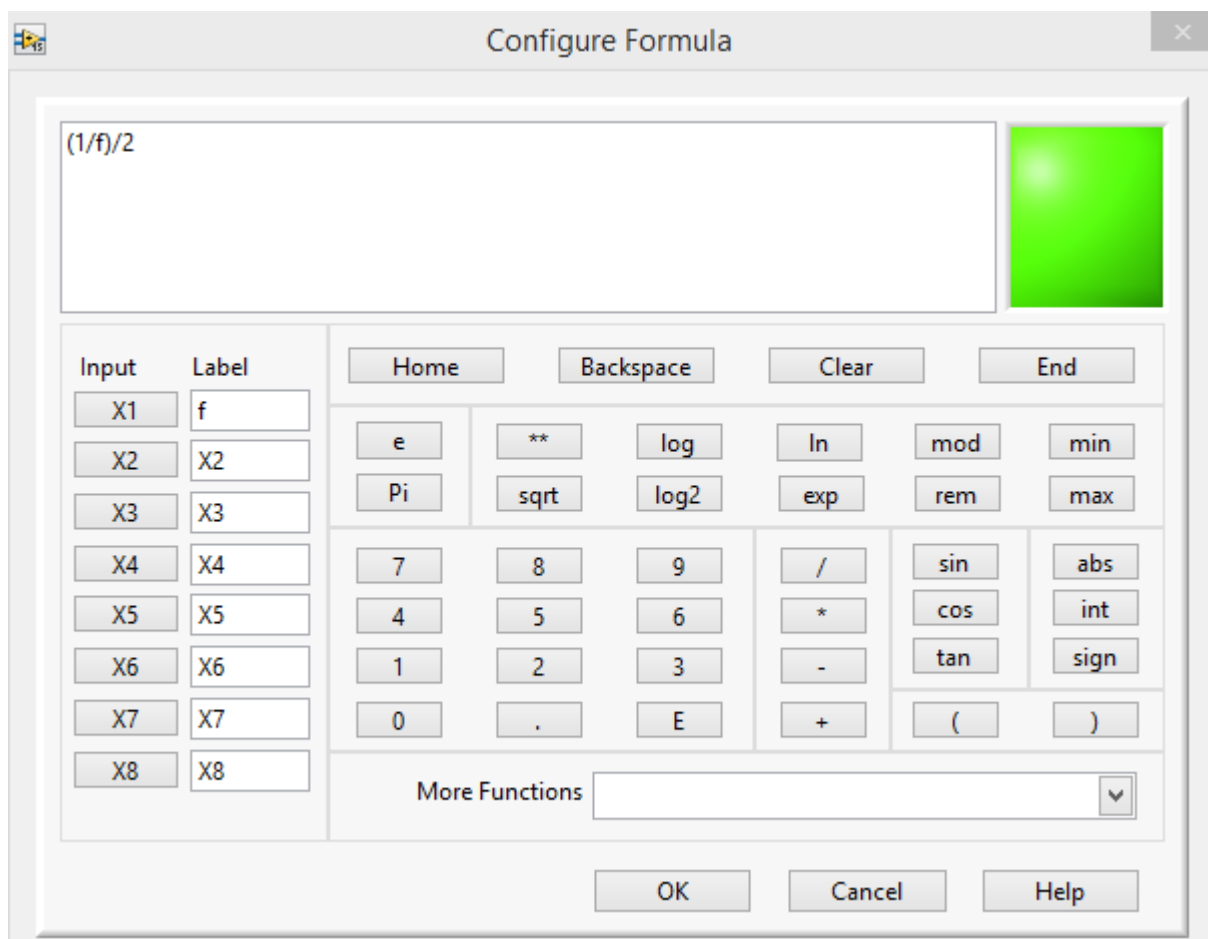 Configure Formula
(1/f)/2
Input Label
X1 f
X2 X2
X3 X3
X4 X4
X5 X5
X6 X6
X7 X7
X8 X8
Home Backspace Clear End
e ** log ln mod min
Pi sqrt log2 exp rem max
7 8 9 / sin abs
4 5 6 * cos int
1 2 3 - tan sign
0 . E + ( )
More Functions
OK Cancel Help